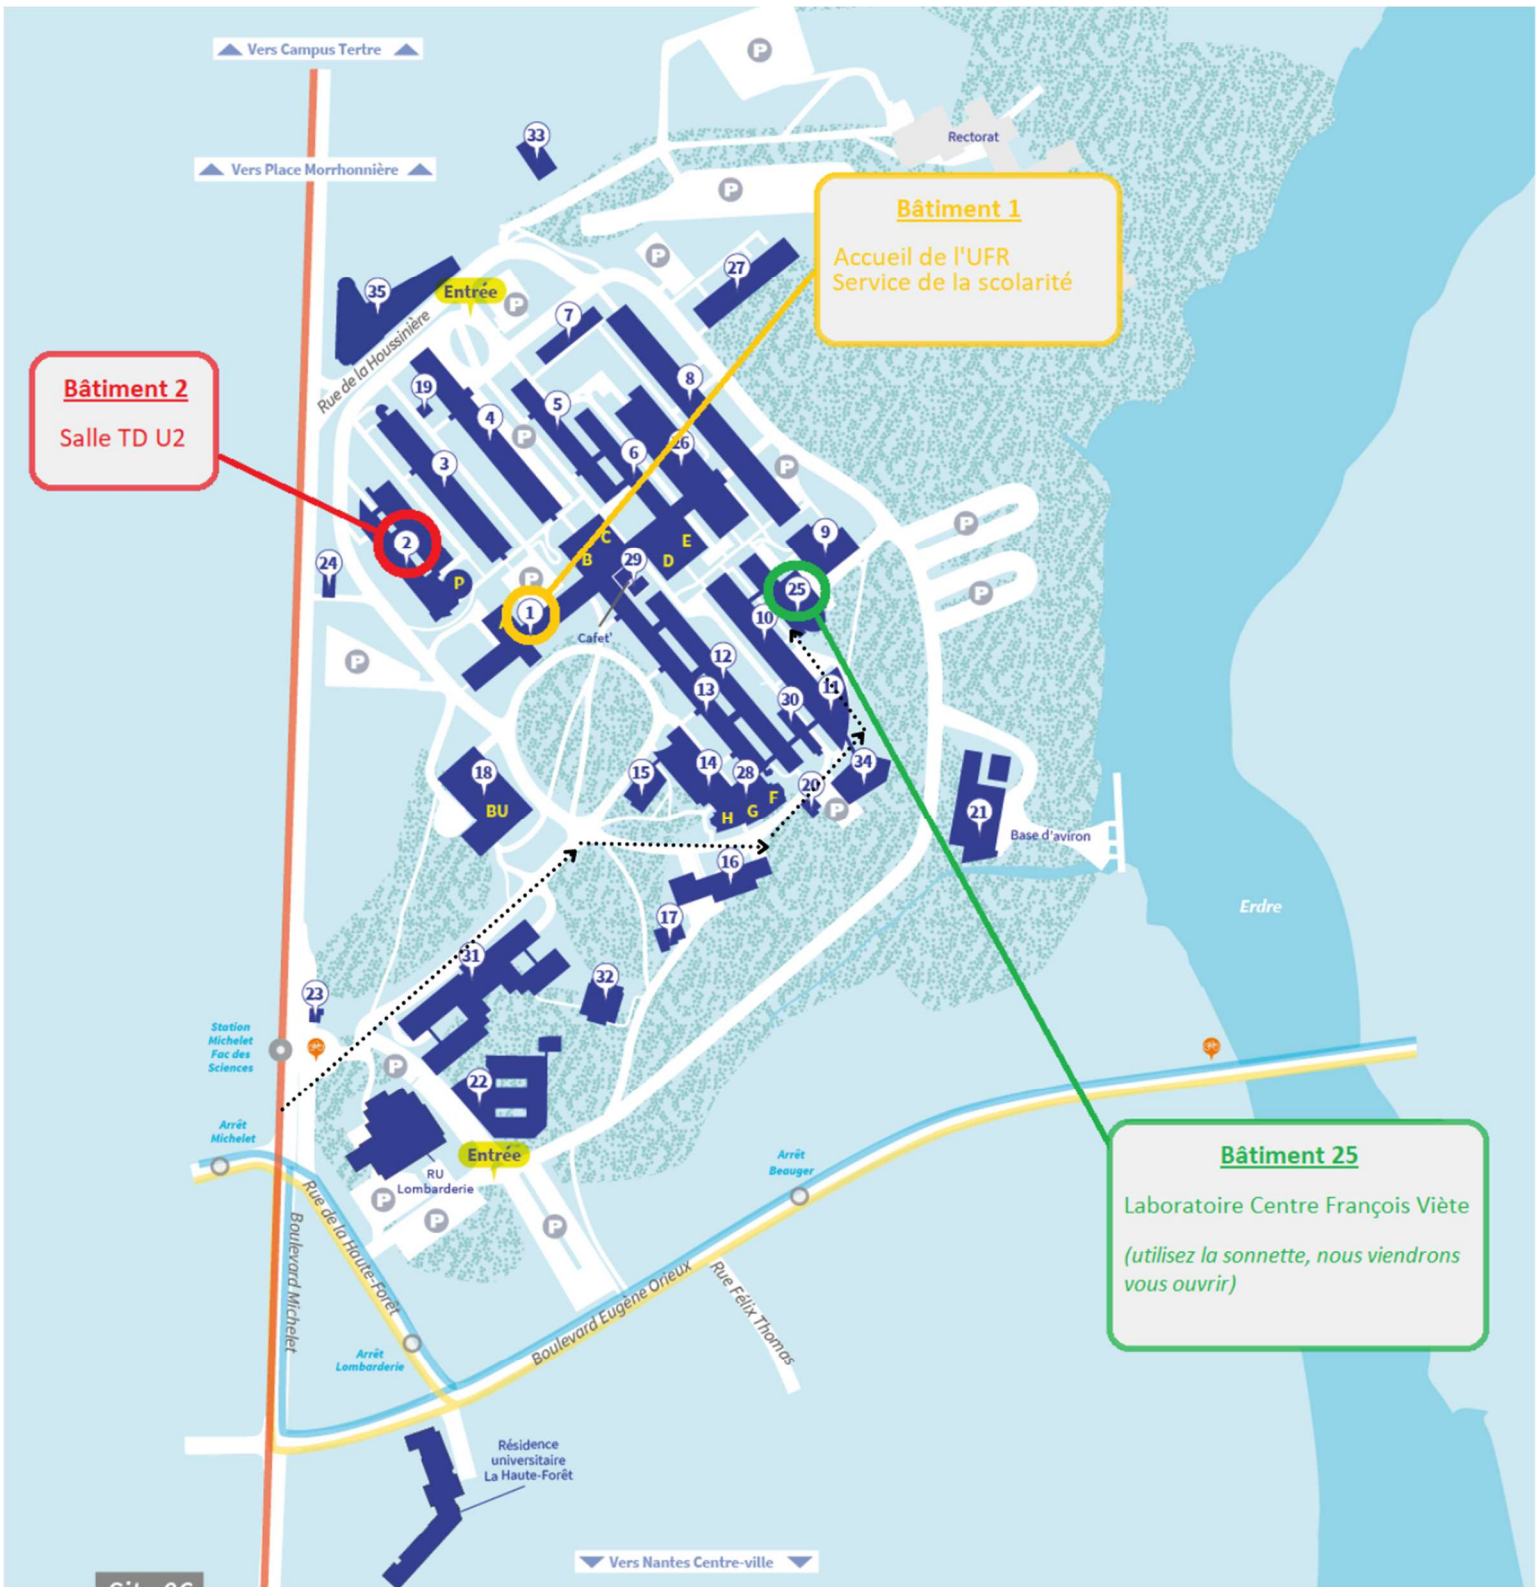 Vers Campus Tertre
Vers Place Morrhonnière
Rectorat
33
P
P
P
Bâtiment 1
Accueil de l'UFR
Service de la scolarité
27
35
Entrée
P
7
Rue de la Houssinière
Bâtiment 2
Salle TD U2
19
4
5
8
P
6
26
3
P
2
C
E
B
D
29
9
P
24
P
P
25
P
1
10
Cafet'
P
12
13
30
11
18
BU
15
14
28
F
G
H
20
34
P
21
Base d'aviron
16
17
Erdre
31
32
23
Station
Michelet
Fac des
Sciences
P
22
Arrêt
Michelet
Entrée
RU
Lombarderie
P
P
P
Arrêt
Beauger
Bâtiment 25
Laboratoire Centre François Viète
(utilisez la sonnette, nous viendrons
vous ouvrir)
Rue de la Haute-Forêt
Boulevard Michelet
Arrêt
Lombarderie
Boulevard Eugène Orieux
Rue Félix Thomas
Résidence
universitaire
La Haute-Forêt
Vers Nantes Centre-ville